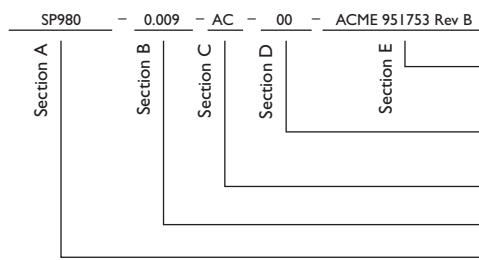 SP980 – 0.009 – AC – 00 – ACME 951753 Rev B
Section A
Section B
Section C
Section D
Section E